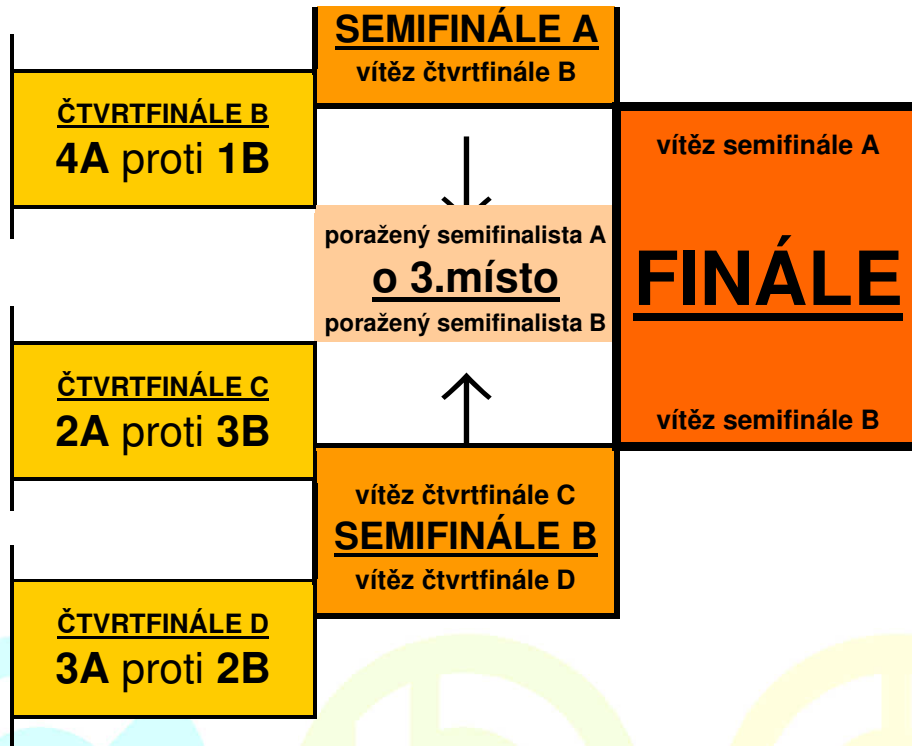 SEMIFINÁLE A
vítěz čtvrtfinále B
ČTVRTFINÁLE B
4A proti 1B
vítěz semifinále A
poražený semifinalista A
o 3.místo
poražený semifinalista B
FINÁLE
ČTVRTFINÁLE C
2A proti 3B
vítěz semifinále B
vítěz čtvrtfinále C
SEMIFINÁLE B
vítěz čtvrtfinále D
ČTVRTFINÁLE D
3A proti 2B